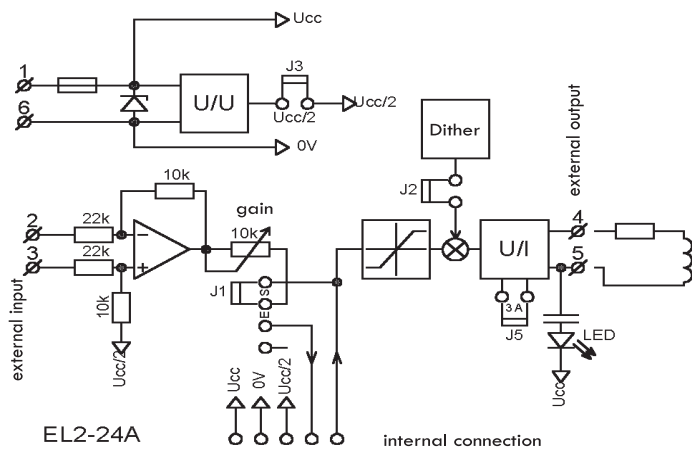 Ucc
1
J3
U/U
Ucc/2
Ucc/2
6
0V
Dither
J2
external output
10k
gain
2
22k
10k
4
3
22k
U/I
5
−
+
external input
10k
J1
S
E
3 A
J5
LED
Ucc/2
Ucc
0V
Ucc/2
Ucc
EL2-24A
internal connection